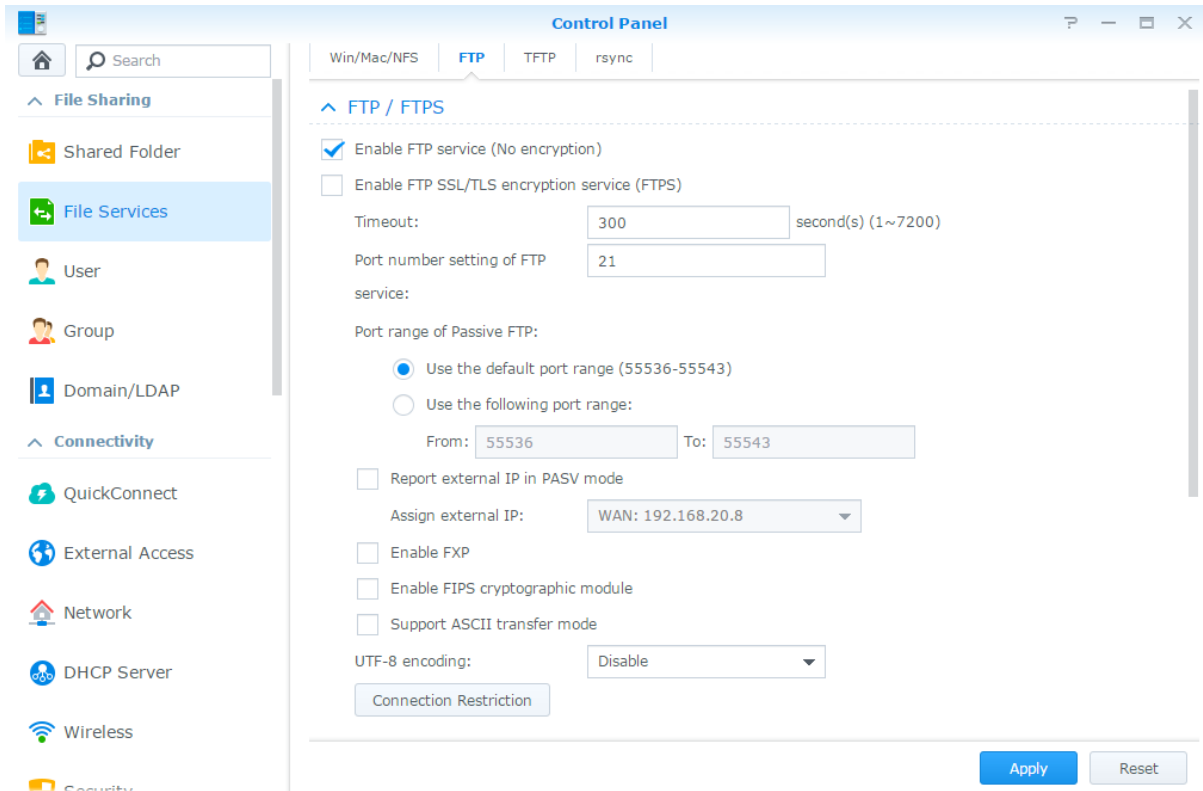 Control Panel
Search
File Sharing
Shared Folder
File Services
User
Group
Domain/LDAP
Connectivity
QuickConnect
External Access
Network
DHCP Server
Wireless
Win/Mac/NFS FTP TFTP rsync
FTP / FTPS
Enable FTP service (No encryption)
Enable FTP SSL/TLS encryption service (FTPS)
Timeout: 300 second(s) (1~7200)
Port number setting of FTP 21
service:
Port range of Passive FTP:
Use the default port range (55536-55543)
Use the following port range:
From: 55536 To: 55543
Report external IP in PASV mode
Assign external IP: WAN: 192.168.20.8
Enable FXP
Enable FIPS cryptographic module
Support ASCII transfer mode
UTF-8 encoding: Disable
Connection Restriction
Apply Reset